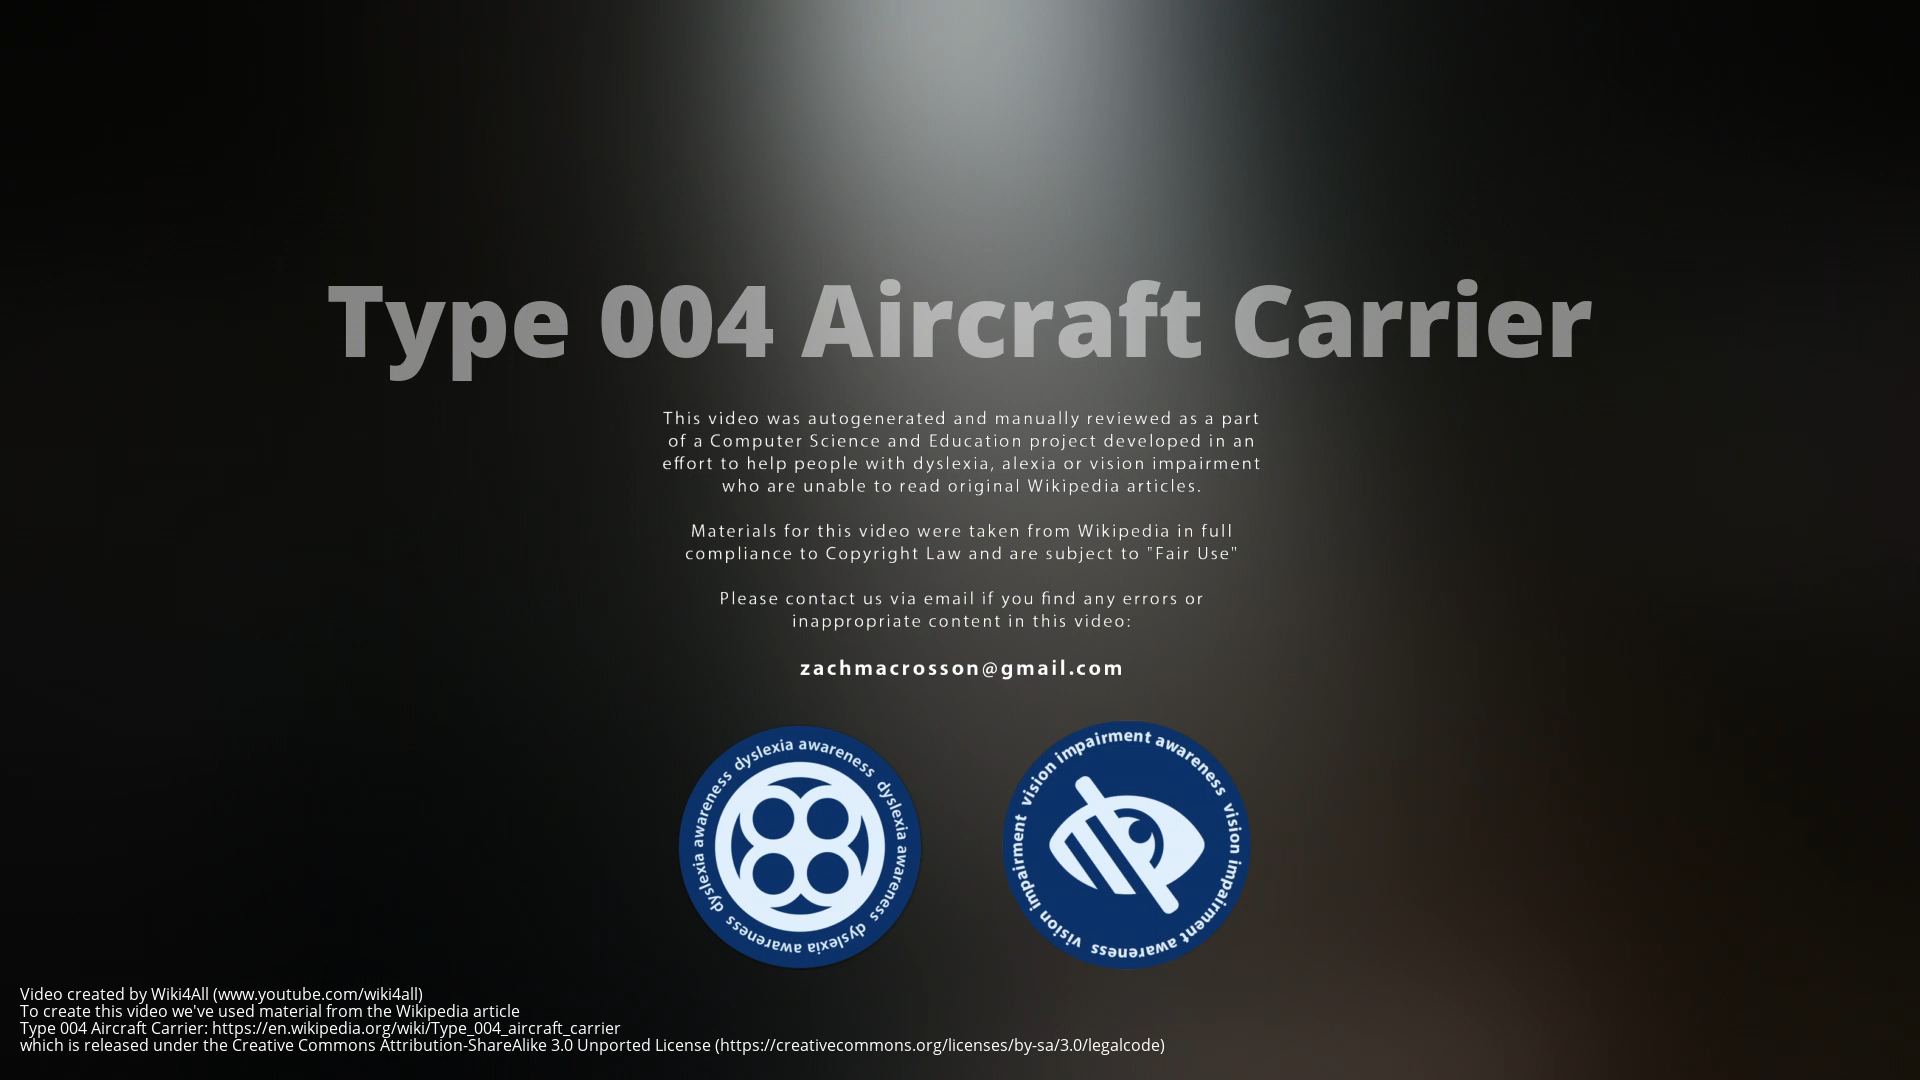 Type 004 Aircraft Carrier
This video was autogenerated and manually reviewed as a part
of a Computer Science and Education project developed in an
effort to help people with dyslexia, alexia or vision impairment
who are unable to read original Wikipedia articles.
Materials for this video were taken from Wikipedia in full
compliance to Copyright Law and are subject to "Fair Use"
Please contact us via email if you find any errors or
inappropriate content in this video:
zachmacrosson@gmail.com
dyslexia awareness dyslexia awareness dyslexia awareness dyslexia awareness
vision impairment awareness vision impairment awareness vision impairment
Video created by Wiki4All (www.youtube.com/wiki4all)
To create this video we've used material from the Wikipedia article
Type 004 Aircraft Carrier: https://en.wikipedia.org/wiki/Type_004_aircraft_carrier
which is released under the Creative Commons Attribution-ShareAlike 3.0 Unported License (https://creativecommons.org/licenses/by-sa/3.0/legalcode)